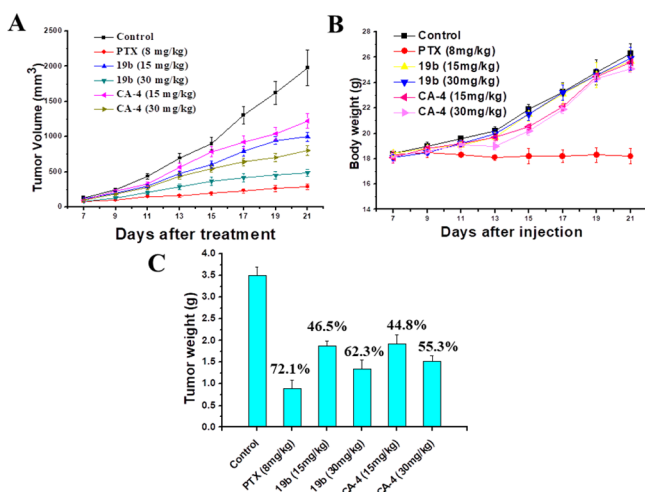 A
Tumor Volume (mm3)
2500
2000
1500
1000
500
0
Control
PTX (8 mg/kg)
19b (15 mg/kg)
19b (30 mg/kg)
CA-4 (15 mg/kg)
CA-4 (30 mg/kg)
7 9 11 13 15 17 19 21
Days after treatment
B
Body weight (g)
28
26
24
22
20
18
16
14
Control
PTX (8mg/kg)
19b (15mg/kg)
19b (30mg/kg)
CA-4 (15mg/kg)
CA-4 (30mg/kg)
7 9 11 13 15 17 19 21
Days after injection
C
Tumor weight (g)
4.0
3.5
3.0
2.5
2.0
1.5
1.0
0.5
0.0
72.1%
46.5%
62.3%
44.8%
55.3%
Control
PTX (8mg/kg)
19b (15mg/kg)
19b (30mg/kg)
CA-4 (15mg/kg)
CA-4 (30mg/kg)